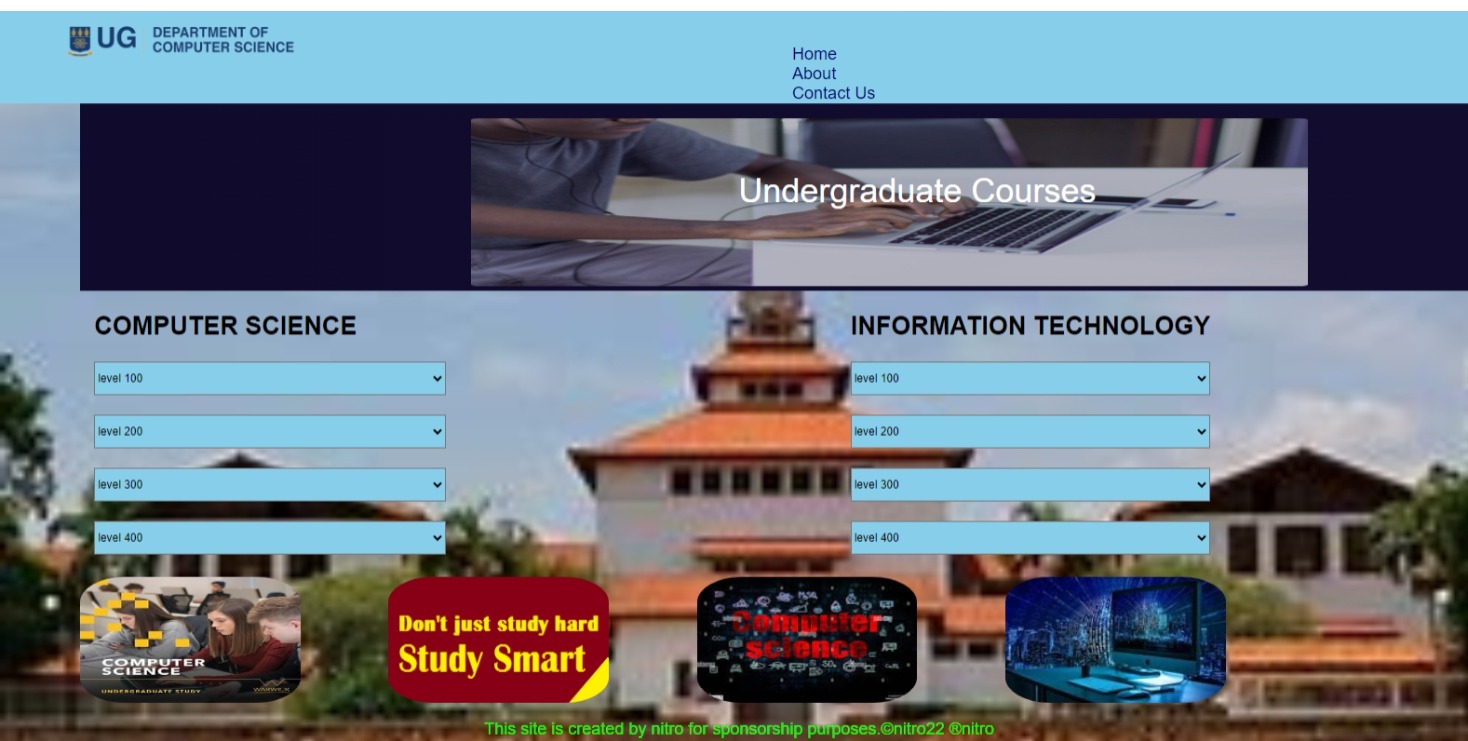 UG DEPARTMENT OF
COMPUTER SCIENCE
Home
About
Contact Us
Undergraduate Courses
COMPUTER SCIENCE
level 100
level 200
level 300
level 400
INFORMATION TECHNOLOGY
level 100
level 200
level 300
level 400
COMPUTER
SCIENCE
UNDERGRADUATE STUDY
WARWICK
Don't just study hard
Study Smart
Computer
science
This site is created by nitro for sponsorship purposes.©nitro22 ®nitro